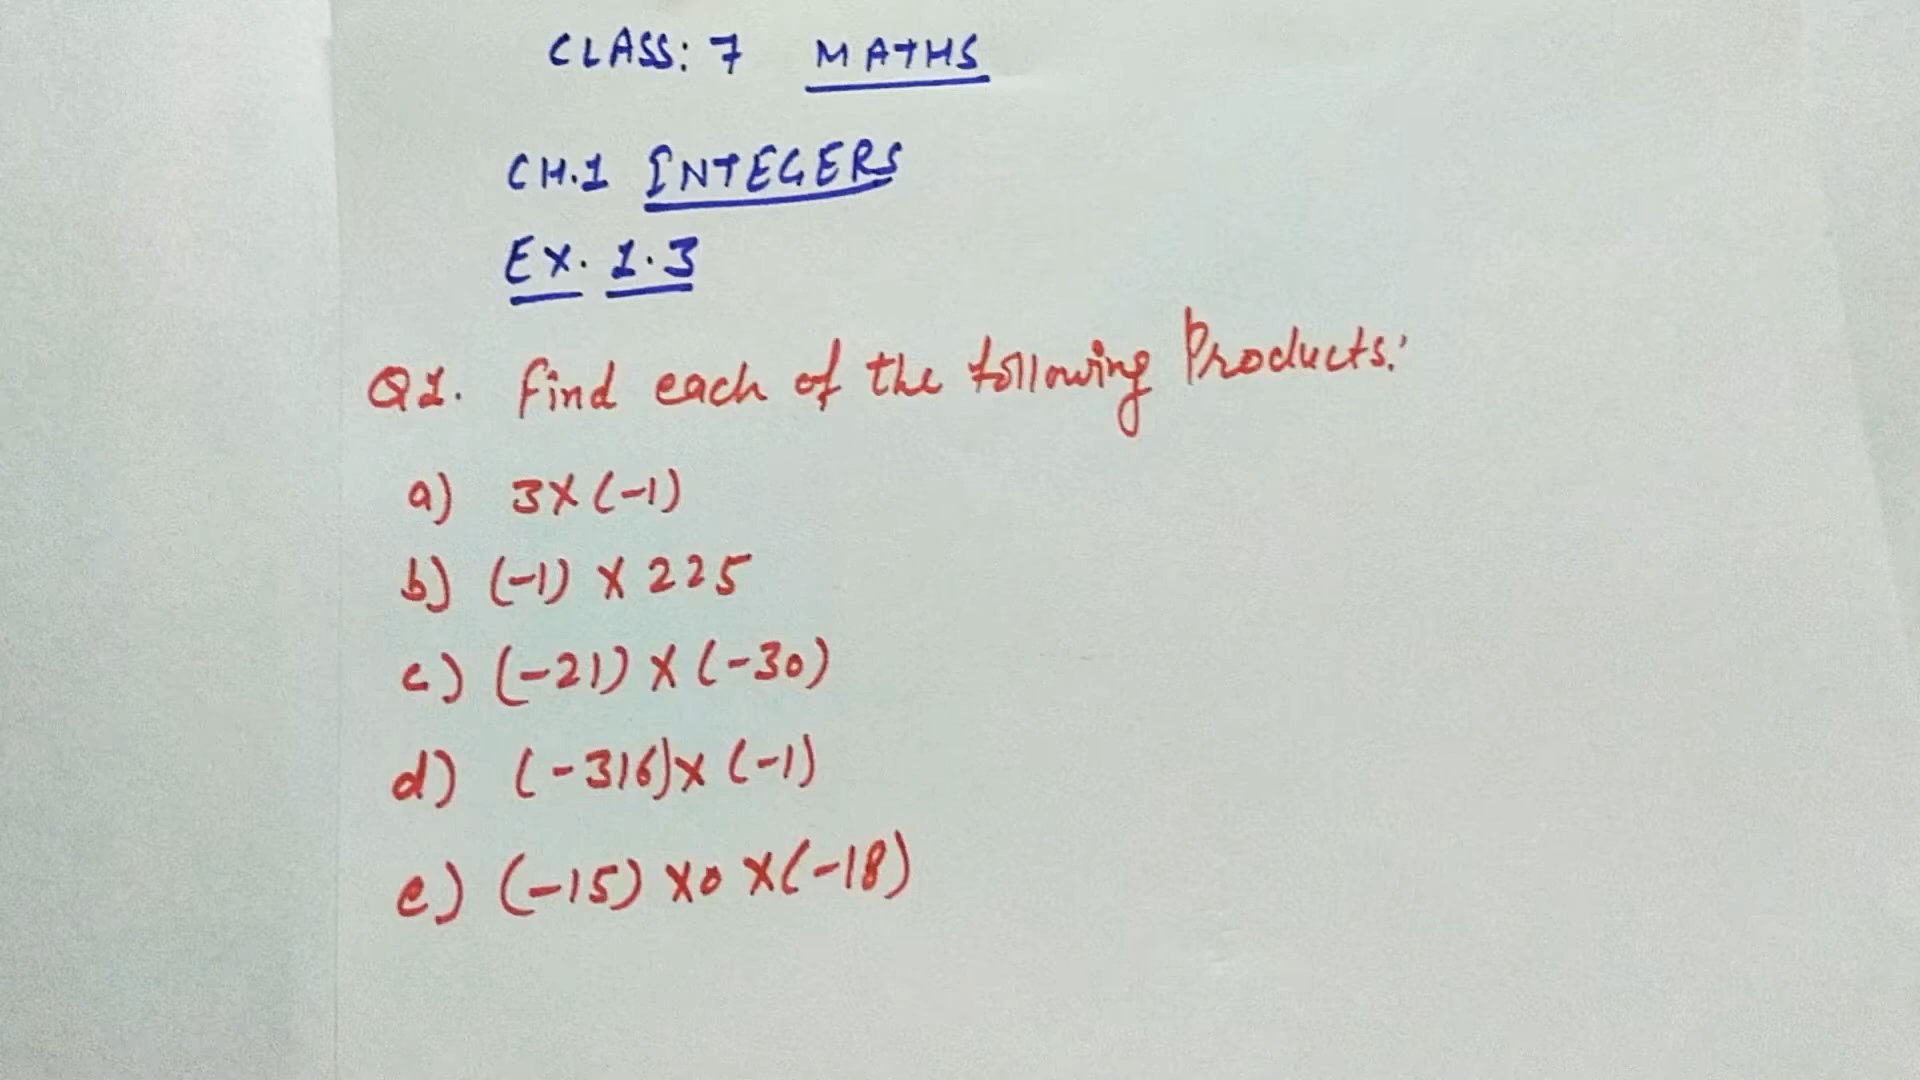 CLASS: 7 MATHS
CH.1 INTEGERS
EX. 1.3
Q1. Find each of the following Products:
a) 3×(-1)
b) (-1) × 225
c) (-21) × (-30)
d) (-316)× (-1)
e) (-15) ×0 ×(-18)